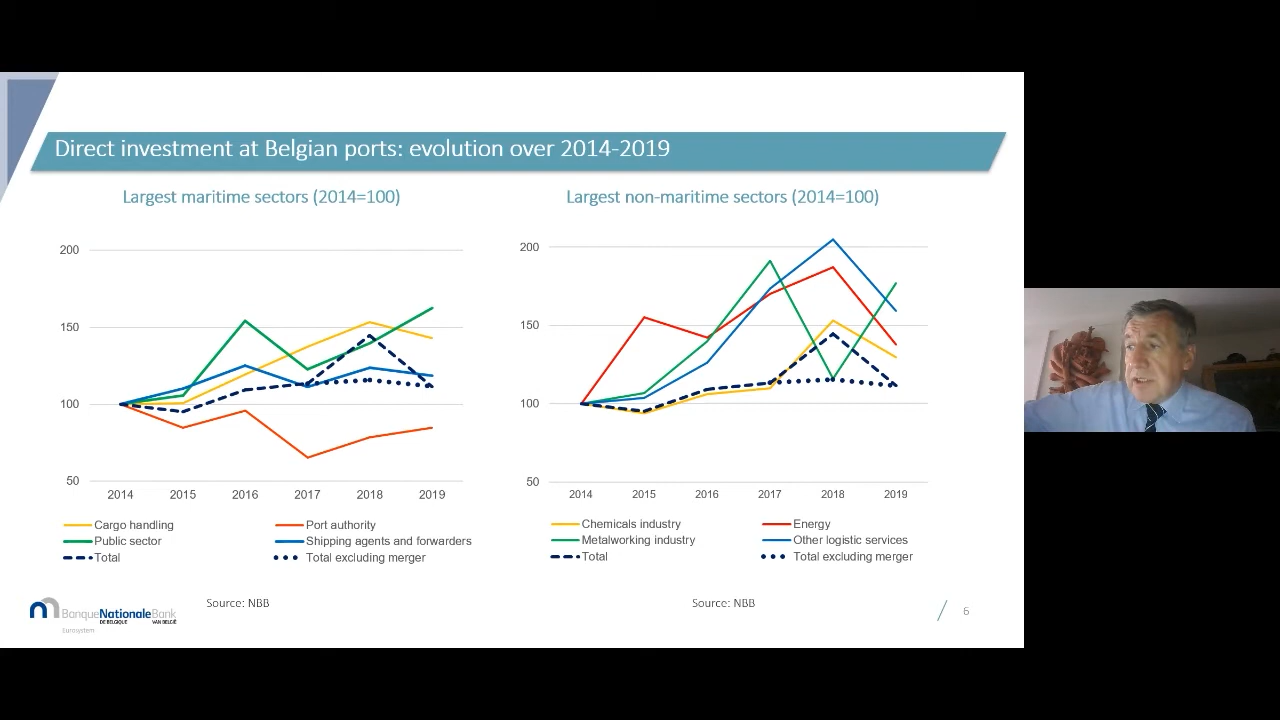 Direct investment at Belgian ports: evolution over 2014-2019
Largest maritime sectors (2014=100)
200
150
100
50
2014 2015 2016 2017 2018 2019
Cargo handling Port authority
Public sector Shipping agents and forwarders
Total Total excluding merger
Source: NBB
Largest non-maritime sectors (2014=100)
200
150
100
50
2014 2015 2016 2017 2018 2019
Chemicals industry Energy
Metalworking industry Other logistic services
Total Total excluding merger
Source: NBB
BanqueNationaleBank
DE BELGIQUE VAN BELGIË
Eurosystem
6